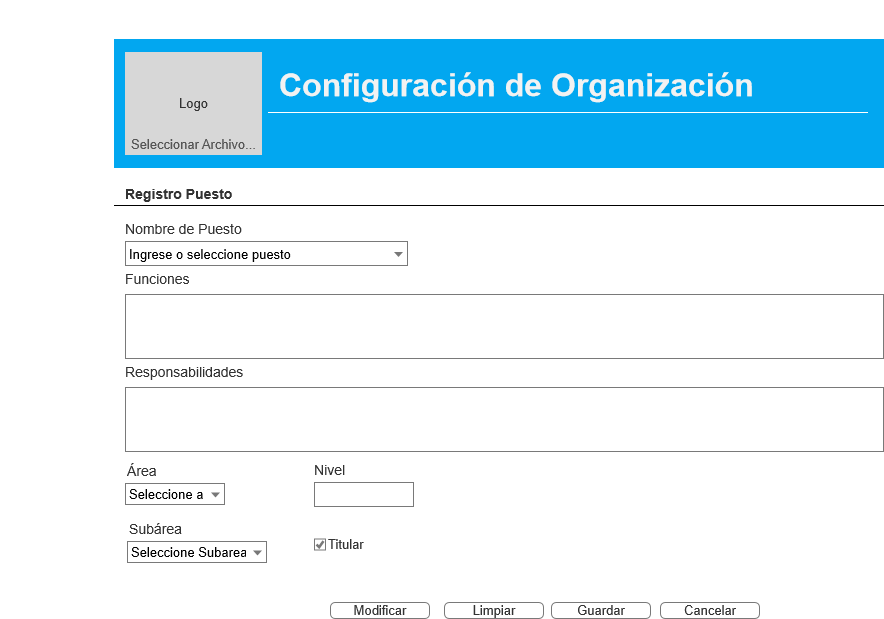 Logo
Seleccionar Archivo...
Configuración de Organización
Registro Puesto
Nombre de Puesto
Ingrese o seleccione puesto
Funciones
Responsabilidades
Área
Nivel
Seleccione a
Subárea
Seleccione Subarea
Titular
Modificar
Limpiar
Guardar
Cancelar